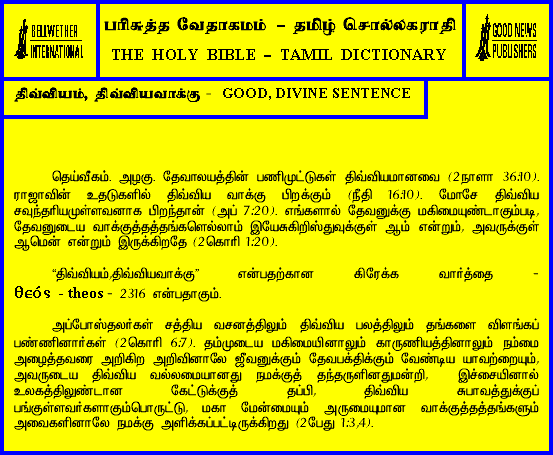 BELLWETHER
INTERNATIONAL
பரிசுத்த வேதாகமம் – தமிழ் சொல்லகராதி
THE HOLY BIBLE – TAMIL DICTIONARY
GOOD NEWS
PUBLISHERS
திவ்வியம், திவ்வியவாக்கு - GOOD, DIVINE SENTENCE
தெய்வீகம். அழகு. தேவாலயத்தின் பணிமுட்டுகள் திவ்வியமானவை (2நாளா 36:10).
ராஜாவின் உதடுகளில் திவ்விய வாக்கு பிறக்கும் (நீதி 16:10). மோசே திவ்விய
சவுந்தரியமுள்ளவனாக பிறந்தான் (அப் 7:20). எங்களால் தேவனுக்கு மகிமையுண்டாகும்படி,
தேவனுடைய வாக்குத்தத்தங்களெல்லாம் இயேசுகிறிஸ்துவுக்குள் ஆம் என்றும், அவருக்குள்
ஆமென் என்றும் இருக்கிறதே (2கொரி 1:20).
“திவ்வியம்,திவ்வியவாக்கு” என்பதற்கான கிரேக்க வார்த்தை -
θεός - theos - 2316 என்பதாகும்.
அப்போஸ்தலர்கள் சத்திய வசனத்திலும் திவ்விய பலத்திலும் தங்களை விளங்கப்
பண்ணினார்கள் (2கொரி 6:7). தம்முடைய மகிமையினாலும் காருணியத்தினாலும் நம்மை
அழைத்தவரை அறிகிற அறிவினாலே ஜீவனுக்கும் தேவபக்திக்கும் வேண்டிய யாவற்றையும்,
அவருடைய திவ்விய வல்லமையானது நமக்குத் தந்தருளினதுமன்றி, இச்சையினால்
உலகத்திலுண்டான கேட்டுக்குத் தப்பி, திவ்விய சுபாவத்துக்குப்
பங்குள்ளவர்களாகும்பொருட்டு, மகா மேன்மையும் அருமையுமான வாக்குத்தத்தங்களும்
அவைகளினாலே நமக்கு அளிக்கப்பட்டிருக்கிறது (2பேது 1:3,4).